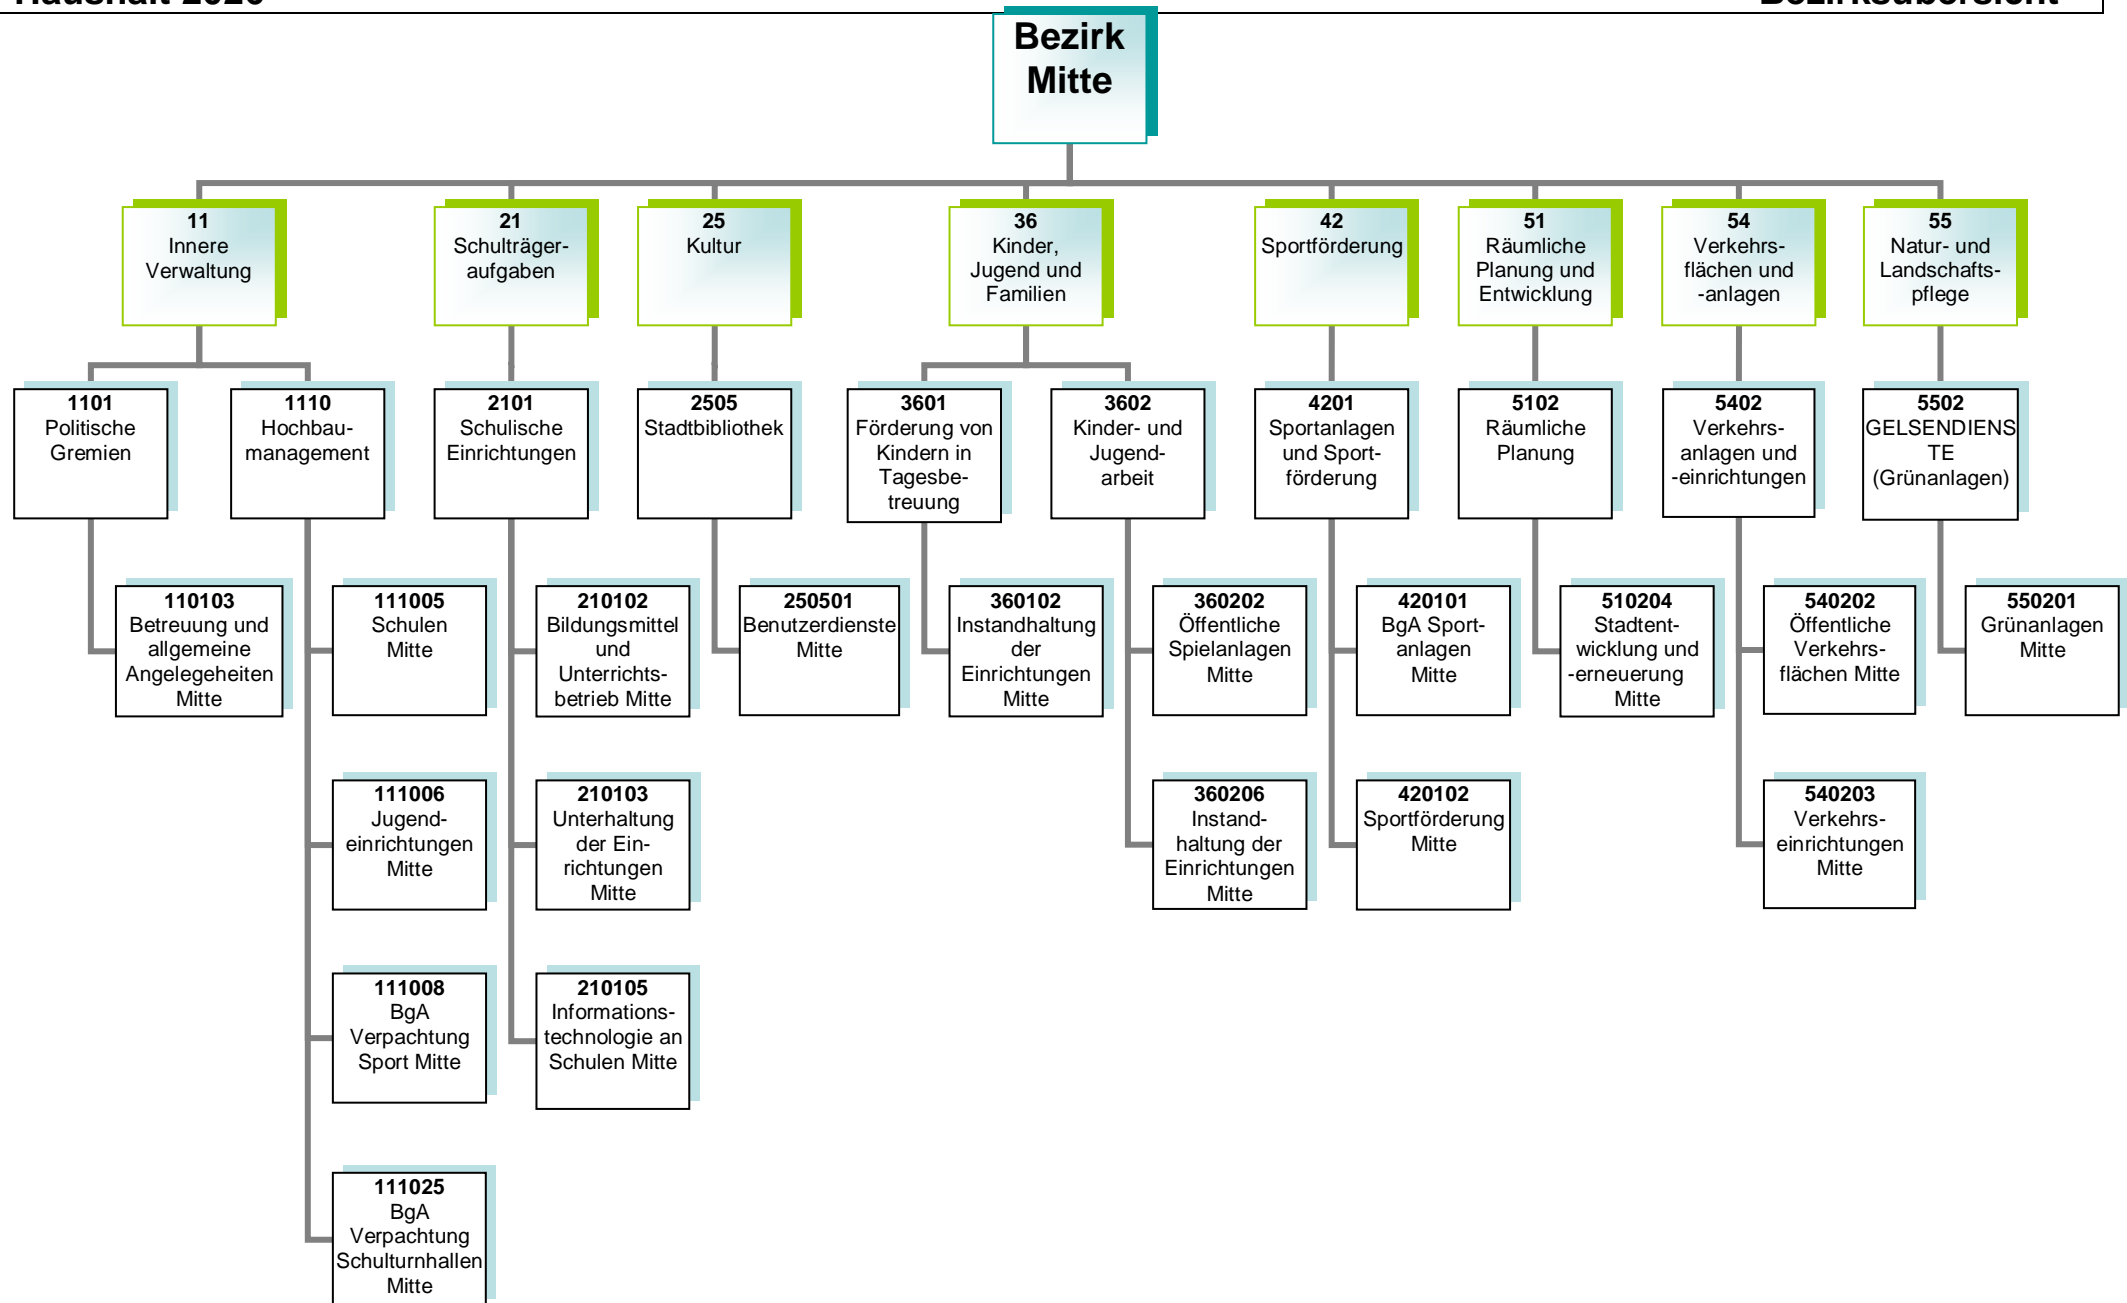 Bezirk
Mitte
11
Innere
Verwaltung
21
Schulträger-
aufgaben
25
Kultur
36
Kinder,
Jugend und
Familien
42
Sportförderung
51
Räumliche
Planung und
Entwicklung
54
Verkehrs-
flächen und
-anlagen
55
Natur- und
Landschafts-
pflege
1101
Politische
Gremien
1110
Hochbau-
management
2101
Schulische
Einrichtungen
2505
Stadtbibliothek
3601
Förderung von
Kindern in
Tagesbe-
treuung
3602
Kinder- und
Jugend-
arbeit
4201
Sportanlagen
und Sport-
förderung
5102
Räumliche
Planung
5402
Verkehrs-
anlagen und
-einrichtungen
5502
GELSENDIENS
TE
(Grünanlagen)
110103
Betreuung und
allgemeine
Angelegeheiten
Mitte
111005
Schulen
Mitte
210102
Bildungsmittel
und
Unterrichts-
betrieb Mitte
250501
Benutzerdienste
Mitte
360102
Instandhaltung
der
Einrichtungen
Mitte
360202
Öffentliche
Spielanlagen
Mitte
420101
BgA Sport-
anlagen
Mitte
510204
Stadtent-
wicklung und
-erneuerung
Mitte
540202
Öffentliche
Verkehrs-
flächen Mitte
550201
Grünanlagen
Mitte
111006
Jugend-
einrichtungen
Mitte
210103
Unterhaltung
der Ein-
richtungen
Mitte
360206
Instand-
haltung der
Einrichtungen
Mitte
420102
Sportförderung
Mitte
540203
Verkehrs-
einrichtungen
Mitte
111008
BgA
Verpachtung
Sport Mitte
210105
Informations-
technologie an
Schulen Mitte
111025
BgA
Verpachtung
Schulturnhallen
Mitte